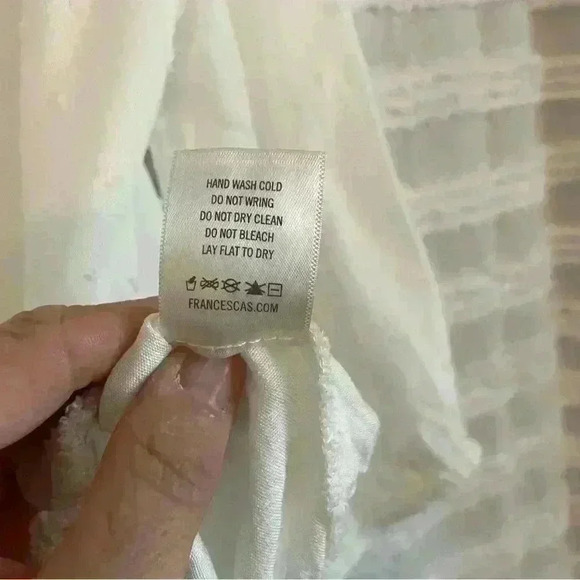 HAND WASH COLD
DO NOT WRING
DO NOT DRY CLEAN
DO NOT BLEACH
LAY FLAT TO DRY
FRANCESCAS.COM